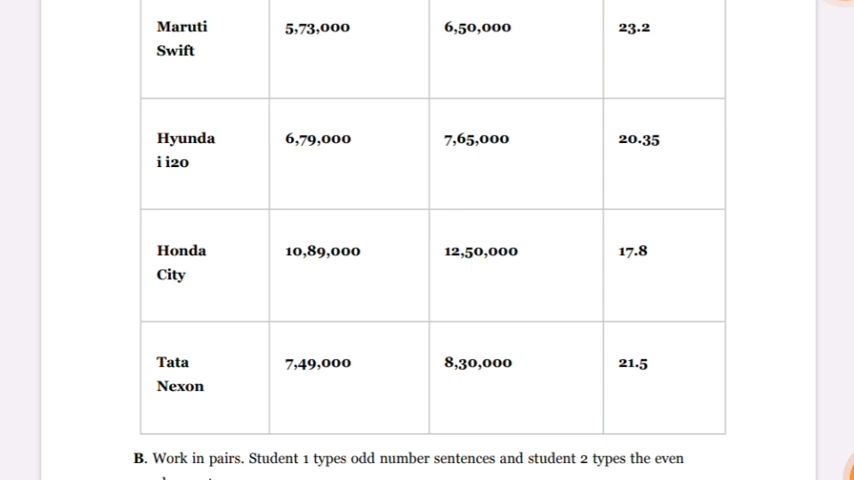 Maruti 5,73,000 6,50,000 23.2
Swift
Hyunda 6,79,000 7,65,000 20.35
i i20
Honda 10,89,000 12,50,000 17.8
City
Tata 7,49,000 8,30,000 21.5
Nexon
B. Work in pairs. Student 1 types odd number sentences and student 2 types the even